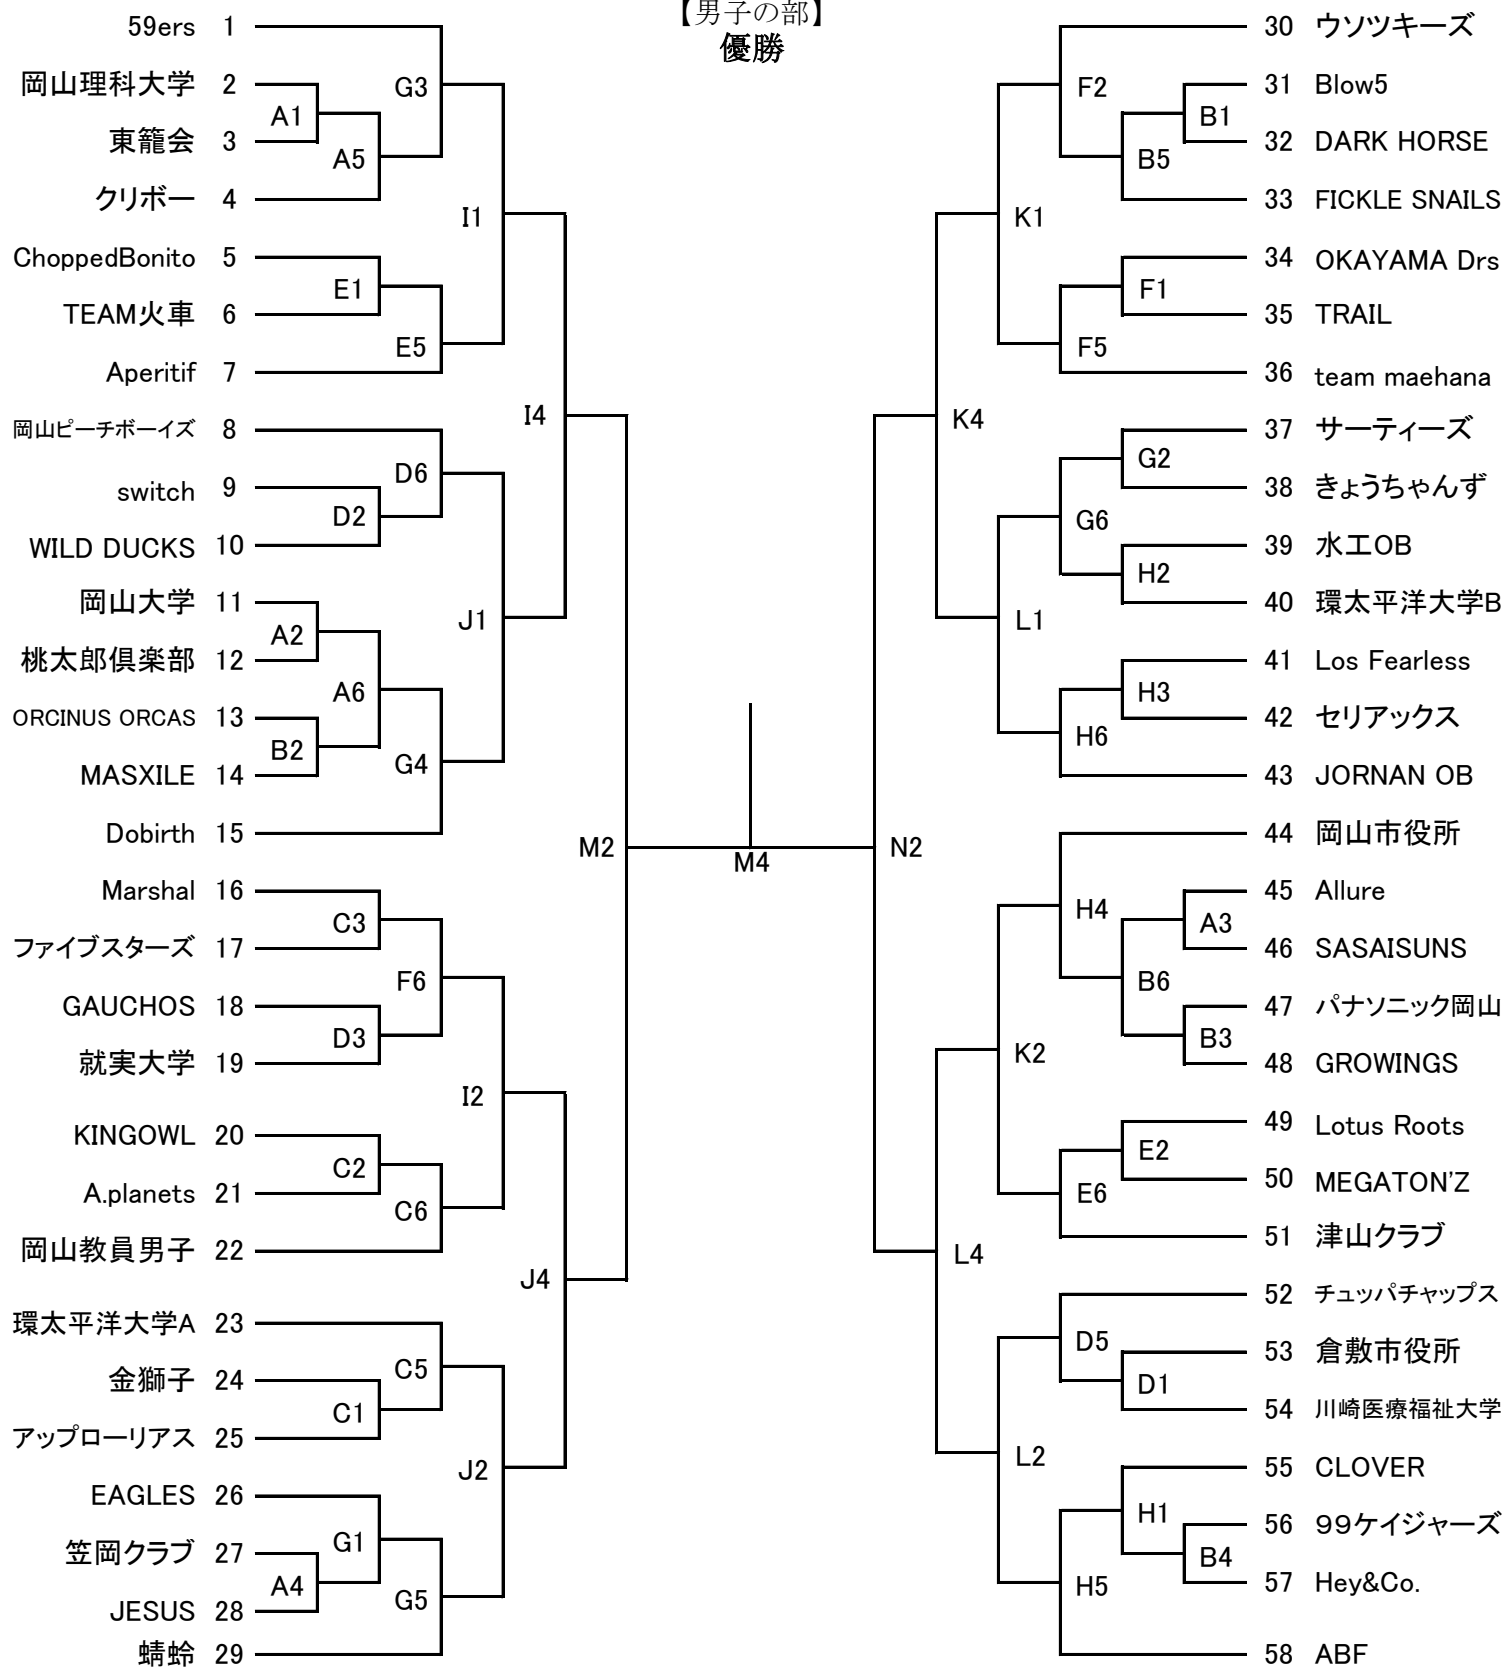 【男子の部】
優勝
59ers 1
岡山理科大学 2
東籠会 3
クリボー 4
ChoppedBonito 5
TEAM火車 6
Aperitif 7
岡山ピーチボーイズ 8
switch 9
WILD DUCKS 10
岡山大学 11
桃太郎倶楽部 12
ORCINUS ORCAS 13
MASXILE 14
Dobirth 15
Marshal 16
ファイブスターズ 17
GAUCHOS 18
就実大学 19
KINGOWL 20
A.planets 21
岡山教員男子 22
環太平洋大学A 23
金獅子 24
アップローリアス 25
EAGLES 26
笠岡クラブ 27
JESUS 28
蜻蛉 29
A1
A5
G3
E1
E5
I1
D2
D6
A2
B2
A6
G4
J1
I4
C3
D3
F6
C2
C6
I2
C1
C5
A4
G1
G5
J2
J4
M2
M4
N2
K4
L4
K1
L1
K2
L2
F2
B5
B1
F5
F1
G6
G2
H2
H6
H3
H4
B6
A3
B3
E6
E2
D5
D1
H5
H1
B4
30 ウソツキーズ
31 Blow5
32 DARK HORSE
33 FICKLE SNAILS
34 OKAYAMA Drs
35 TRAIL
36 team maehana
37 サーティーズ
38 きょうちゃんず
39 水工OB
40 環太平洋大学B
41 Los Fearless
42 セリアックス
43 JORNAN OB
44 岡山市役所
45 Allure
46 SASAISUNS
47 パナソニック岡山
48 GROWINGS
49 Lotus Roots
50 MEGATON'Z
51 津山クラブ
52 チュッパチャップス
53 倉敷市役所
54 川崎医療福祉大学
55 CLOVER
56 99ケイジャーズ
57 Hey&Co.
58 ABF